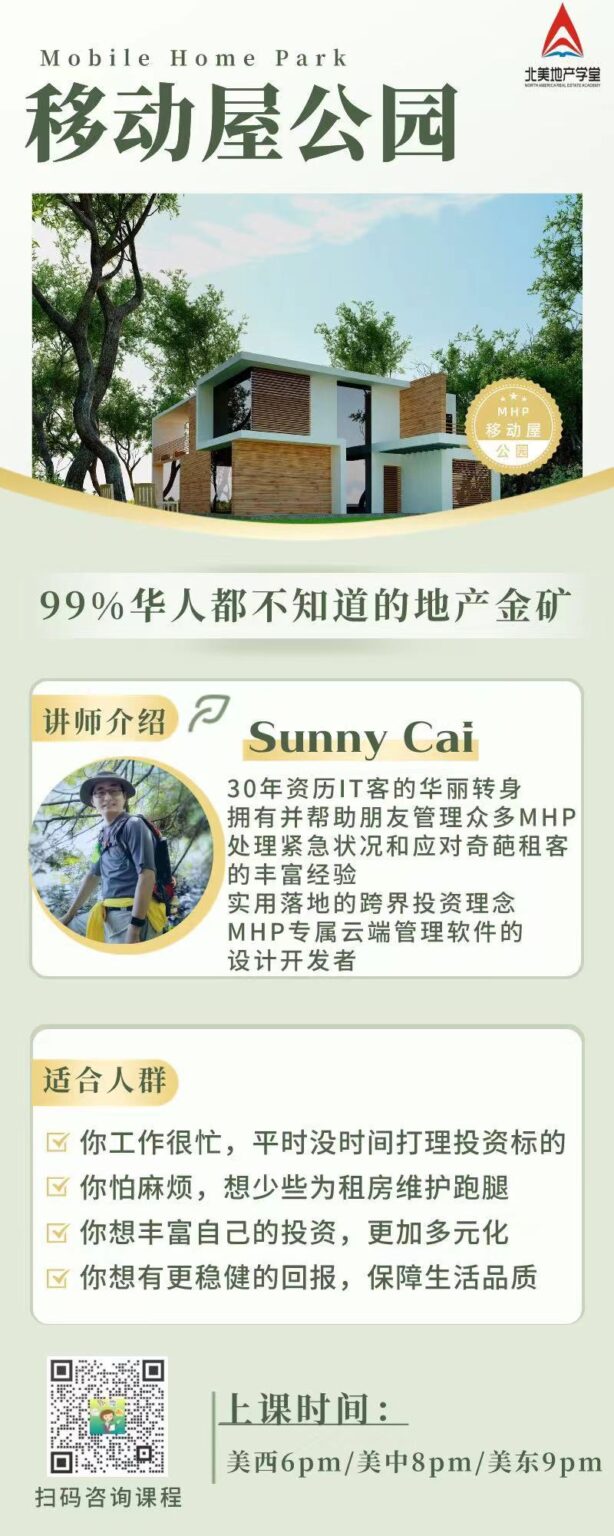 Mobile Home Park
北美地产学堂
NORTH AMERICA REAL ESTATE ACADEMY
移动屋公园
MHP
移动屋
公园
99%华人都不知道的地产金矿
讲师介绍
Sunny Cai
30年资历IT客的华丽转身
拥有并帮助朋友管理众多MHP
处理紧急状况和应对奇葩租客
的丰富经验
实用落地的跨界投资理念
MHP专属云端管理软件的
设计开发者
适合人群
你工作很忙，平时没时间打理投资标的
你怕麻烦，想少些为租房维护跑腿
你想丰富自己的投资，更加多元化
你想有更稳健的回报，保障生活品质
上课时间：
美西6pm/美中8pm/美东9pm
扫码咨询课程